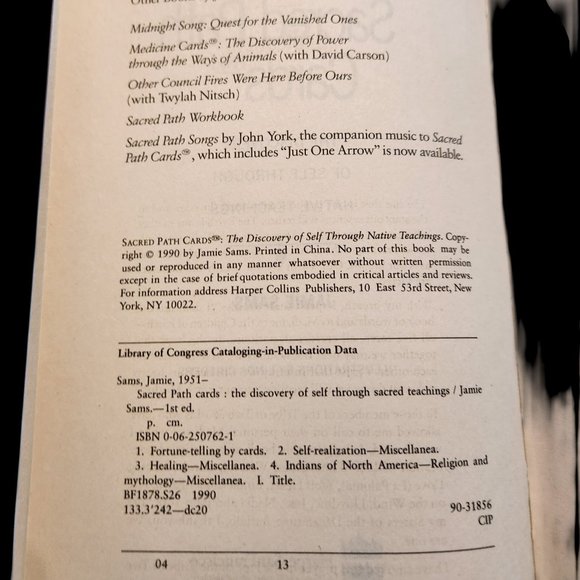 Midnight Song: Quest for the Vanished Ones
Medicine Cards℠: The Discovery of Power
through the Ways of Animals (with David Carson)
Other Council Fires Were Here Before Ours
(with Twylah Nitsch)
Sacred Path Workbook
Sacred Path Songs by John York, the companion music to Sacred
Path Cards℠, which includes "Just One Arrow" is now available.
SACRED PATH CARDS℠: The Discovery of Self Through Native Teachings. Copy-
right © 1990 by Jamie Sams. Printed in China. No part of this book may be
used or reproduced in any manner whatsoever without written permission
except in the case of brief quotations embodied in critical articles and reviews.
For information address Harper Collins Publishers, 10 East 53rd Street, New
York, NY 10022.
Library of Congress Cataloging-in-Publication Data
Sams, Jamie, 1951–
Sacred Path cards : the discovery of self through sacred teachings / Jamie
Sams.—1st ed.
p. cm.
ISBN 0-06-250762-1
1. Fortune-telling by cards. 2. Self-realization—Miscellanea.
3. Healing—Miscellanea. 4. Indians of North America—Religion and
mythology—Miscellanea. I. Title.
BF1878.S26 1990
133.3'242—dc20
90-31856
CIP
04 13